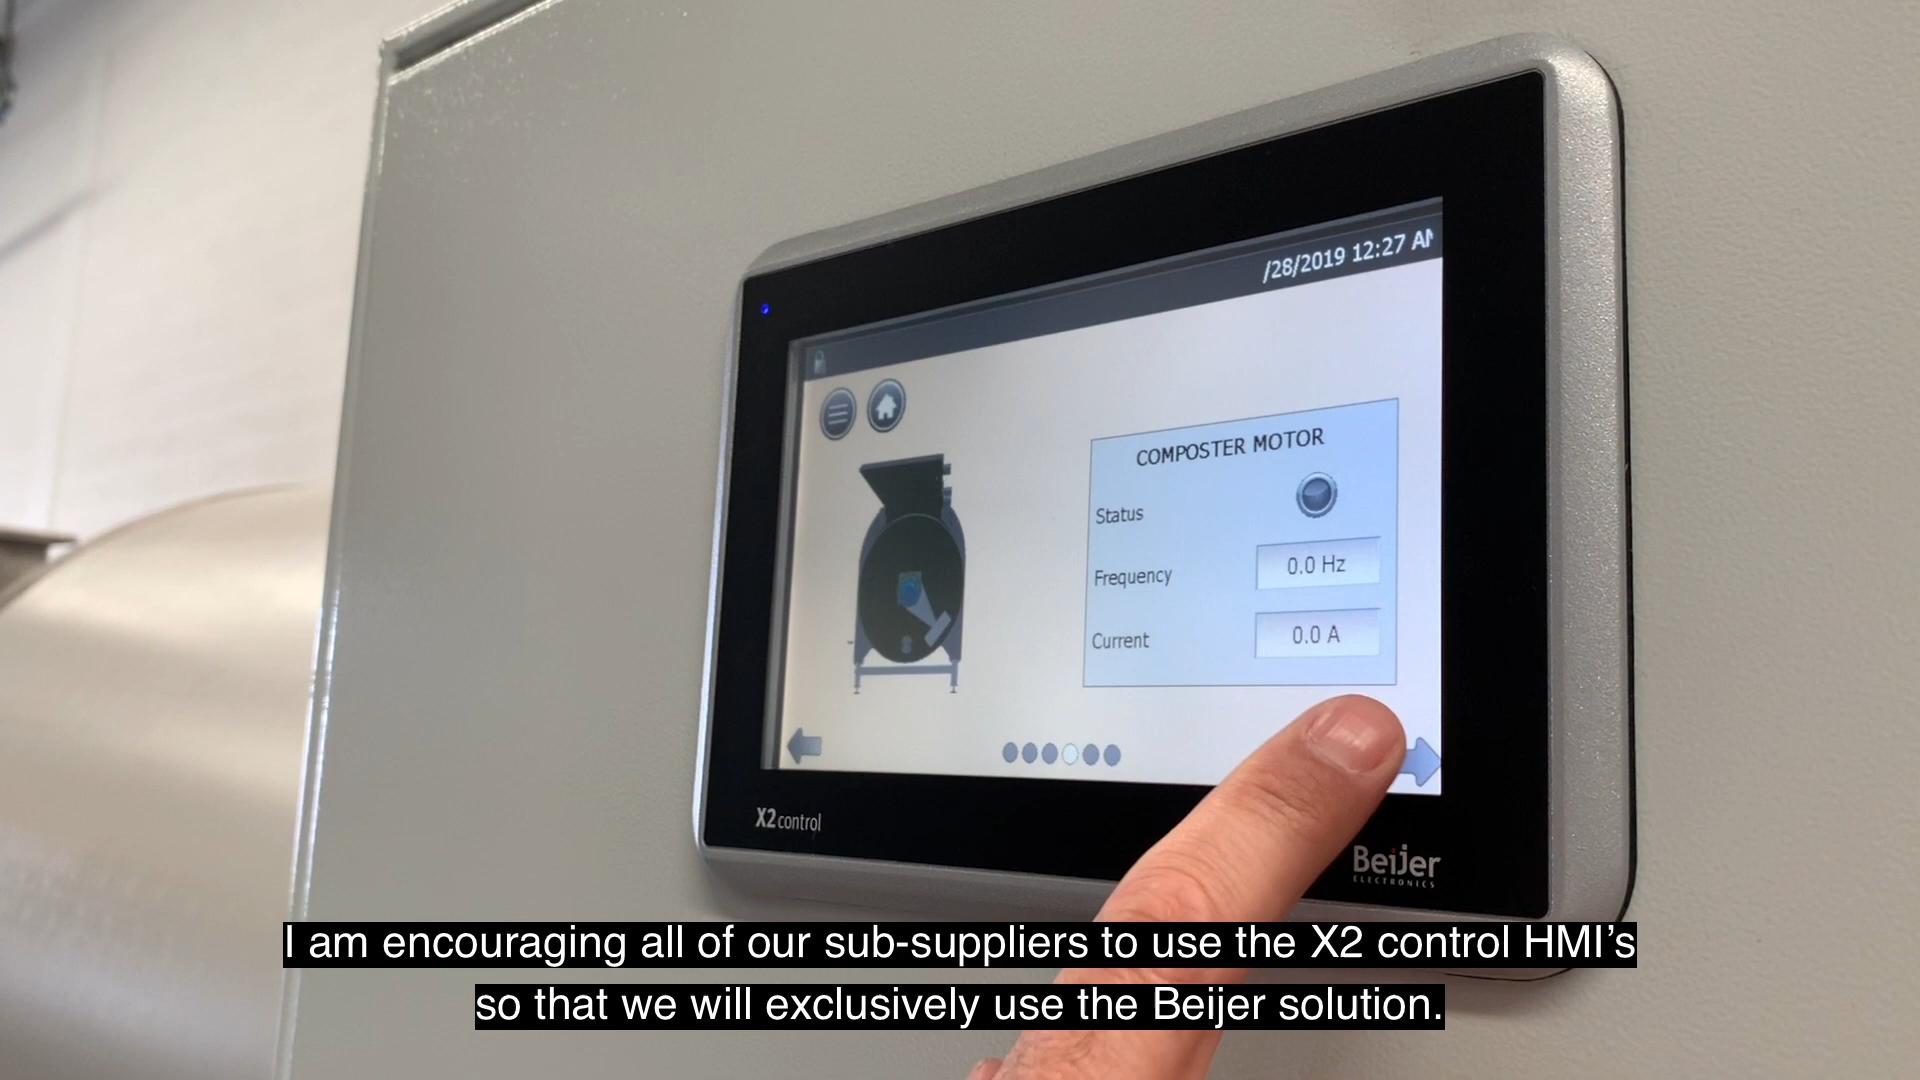 /28/2019 12:27 AM
COMPOSTER MOTOR
Status
Frequency
0.0 Hz
Current
0.0 A
X2 control
Beijer
ELECTRONICS
I am encouraging all of our sub-suppliers to use the X2 control HMI’s
so that we will exclusively use the Beijer solution.